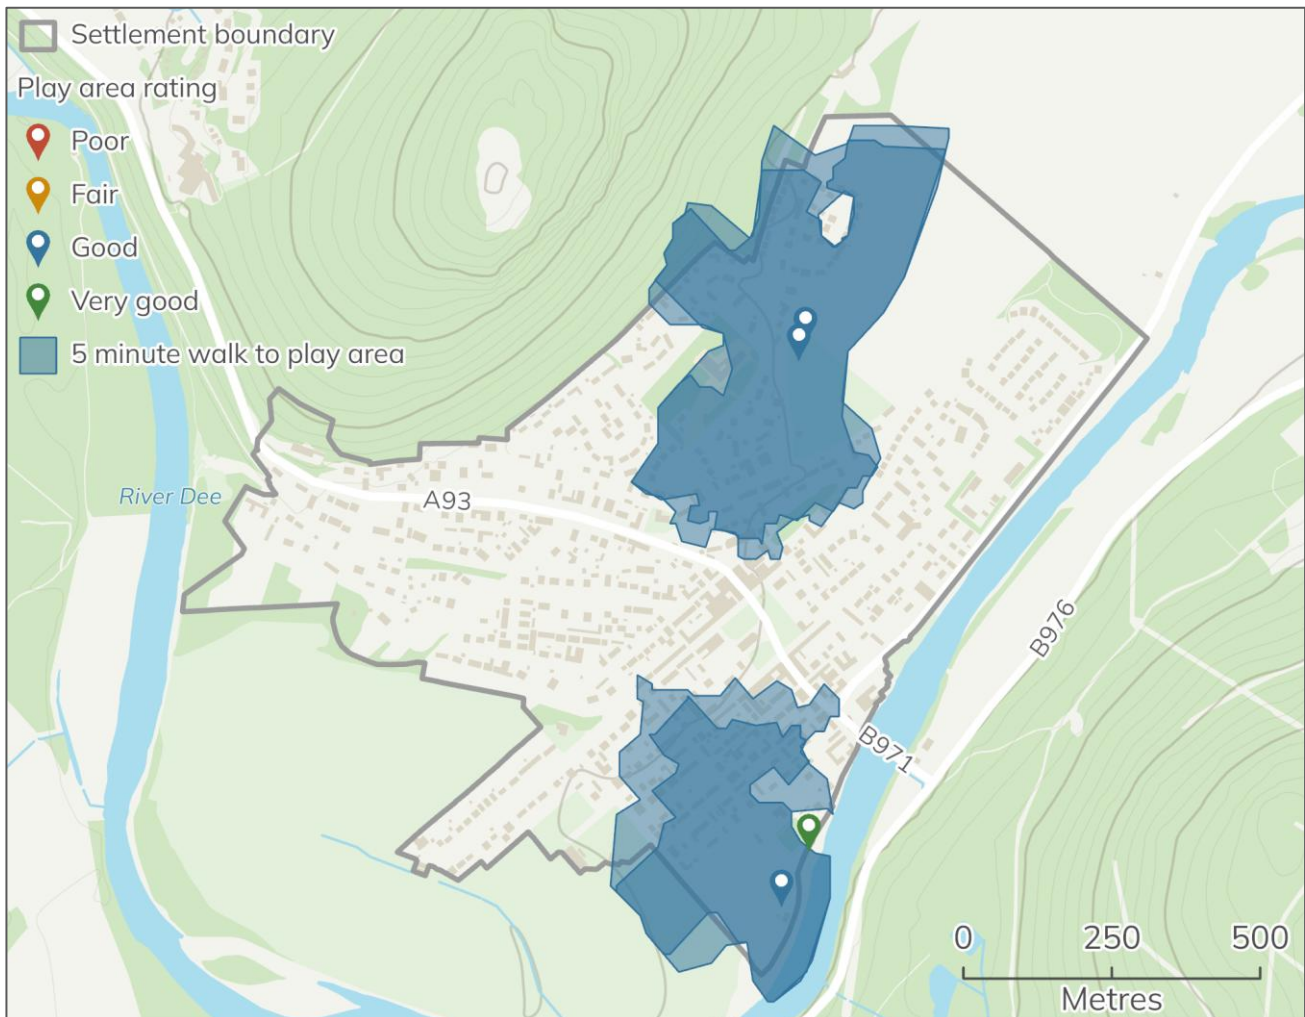 Settlement boundary
Play area rating
Poor
Fair
Good
Very good
5 minute walk to play area
River Dee
A93
B976
B971
0 250 500
Metres